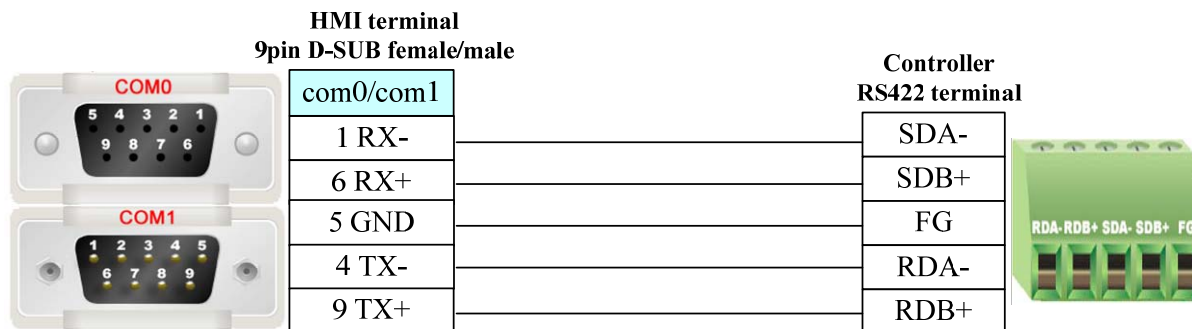 HMI terminal
9pin D-SUB female/male
Controller
RS422 terminal
COM0
5 4 3 2 1
9 8 7 6
COM1
1 2 3 4 5
6 7 8 9
com0/com1
1 RX-
6 RX+
5 GND
4 TX-
9 TX+
SDA-
SDB+
FG
RDA-
RDB+
RDA- RDB+ SDA- SDB+ FG